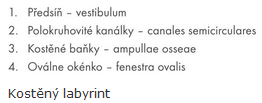 1. Předsíň – vestibulum
2. Polokruhovité kanálky – canales semicirculares
3. Kostěné baňky – ampullae osseae
4. Oválne okénko – fenestra ovalis
Kostěný labyrint